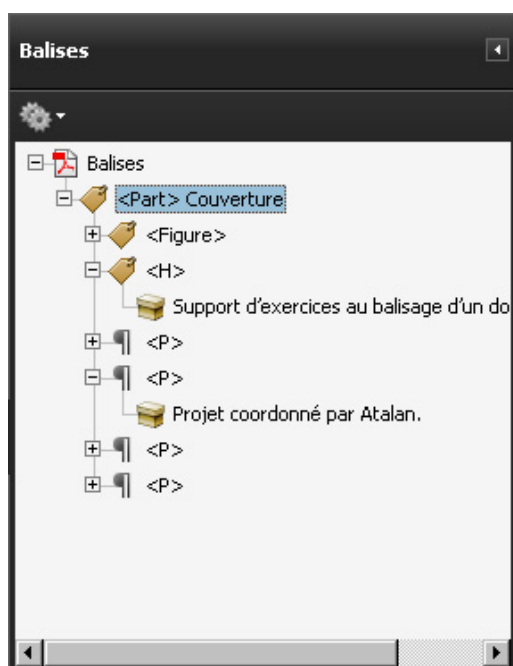 Balises
Balises
<Part> Couverture
<Figure>
<H>
Support d'exercices au balisage d'un do
<P>
<P>
Projet coordonné par Atalan.
<P>
<P>